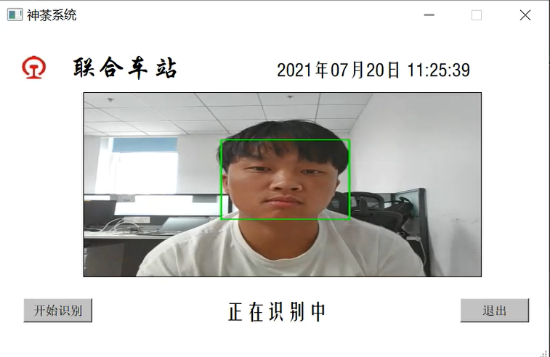 神荼系统
联合车站
2021年07月20日 11:25:39
开始识别
正在识别中
退出